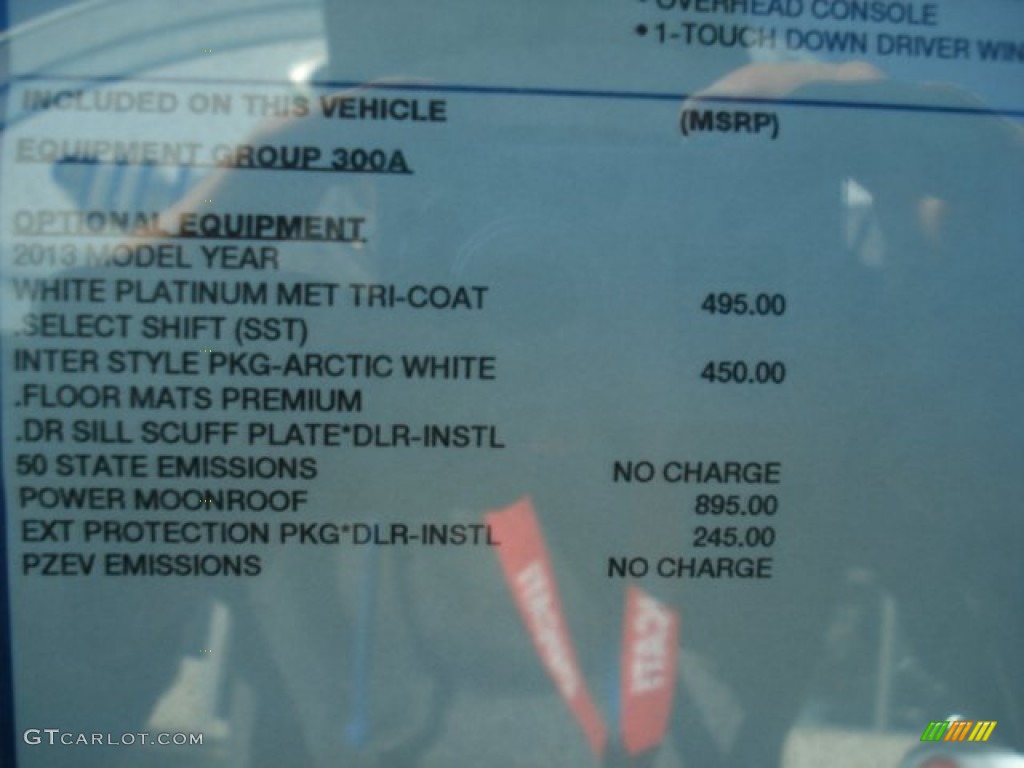 • OVERHEAD CONSOLE
• 1-TOUCH DOWN DRIVER WIN
INCLUDED ON THIS VEHICLE (MSRP)
EQUIPMENT GROUP 300A
OPTIONAL EQUIPMENT
2013 MODEL YEAR
WHITE PLATINUM MET TRI-COAT 495.00
.SELECT SHIFT (SST)
INTER STYLE PKG-ARCTIC WHITE 450.00
.FLOOR MATS PREMIUM
.DR SILL SCUFF PLATE*DLR-INSTL
50 STATE EMISSIONS NO CHARGE
POWER MOONROOF 895.00
EXT PROTECTION PKG*DLR-INSTL 245.00
PZEV EMISSIONS NO CHARGE
GTCARLOT.COM